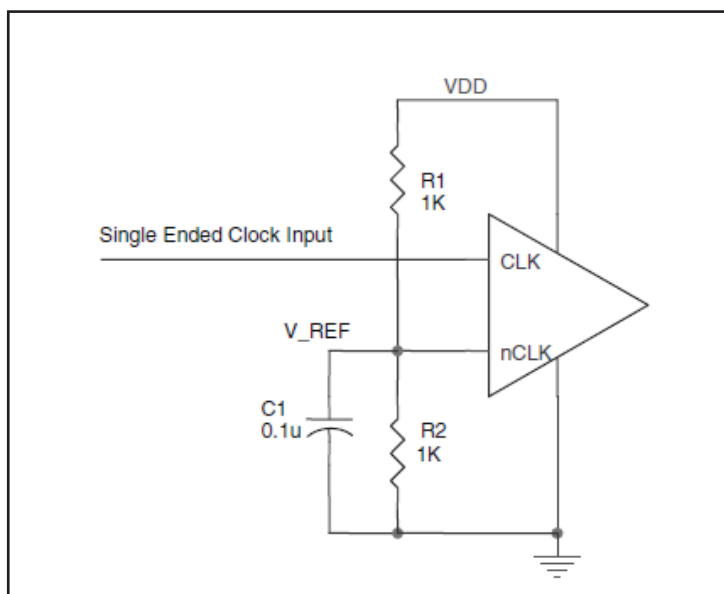 VDD
R1
1K
Single Ended Clock Input
CLK
V_REF
nCLK
C1
0.1u
R2
1K